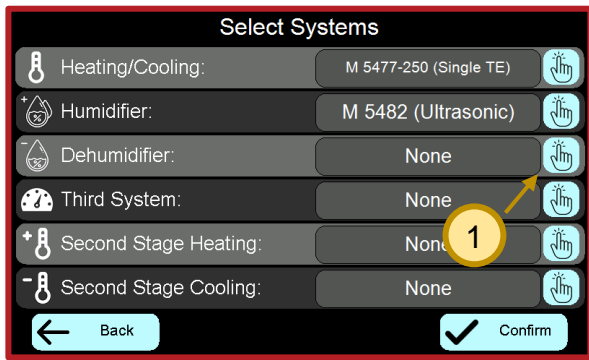 Select Systems
Heating/Cooling: M 5477-250 (Single TE)
Humidifier: M 5482 (Ultrasonic)
Dehumidifier: None
Third System: None
Second Stage Heating: None
1
Second Stage Cooling: None
Back Confirm